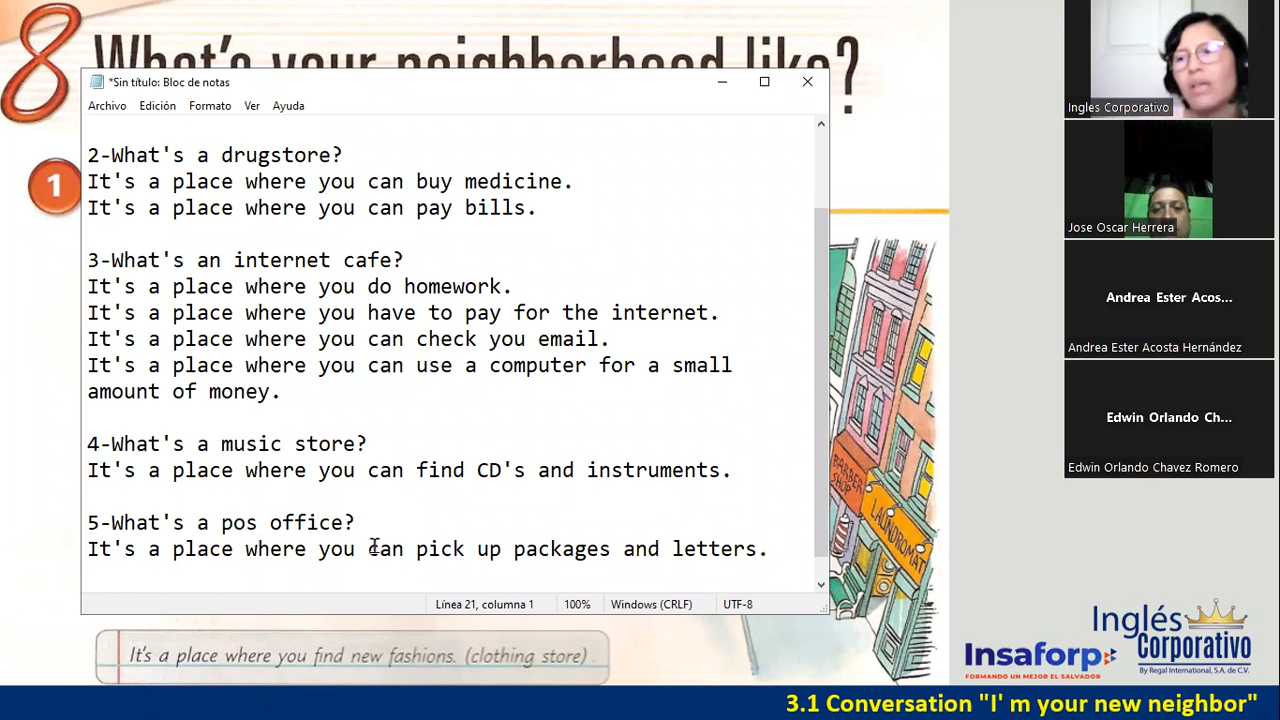 8 What's your neighborhood like?
*Sin título: Bloc de notas
Archivo Edición Formato Ver Ayuda
1
2-What's a drugstore?
It's a place where you can buy medicine.
It's a place where you can pay bills.
3-What's an internet cafe?
It's a place where you do homework.
It's a place where you have to pay for the internet.
It's a place where you can check you email.
It's a place where you can use a computer for a small
amount of money.
4-What's a music store?
It's a place where you can find CD's and instruments.
5-What's a pos office?
It's a place where you can pick up packages and letters.
Línea 21, columna 1 100% Windows (CRLF) UTF-8
It's a place where you find new fashions. (clothing store)
BARBER
SHOP
LAUNDROMAT
Ingles Corporativo
Jose Oscar Herrera
Andrea Ester Acos...
Andrea Ester Acosta Hernández
Edwin Orlando Ch...
Edwin Orlando Chavez Romero
Insaforp
FORMANDO UN MEJOR EL SALVADOR
Inglés
Corporativo
By Regal International, S.A. de C.V.
3.1 Conversation "I' m your new neighbor"